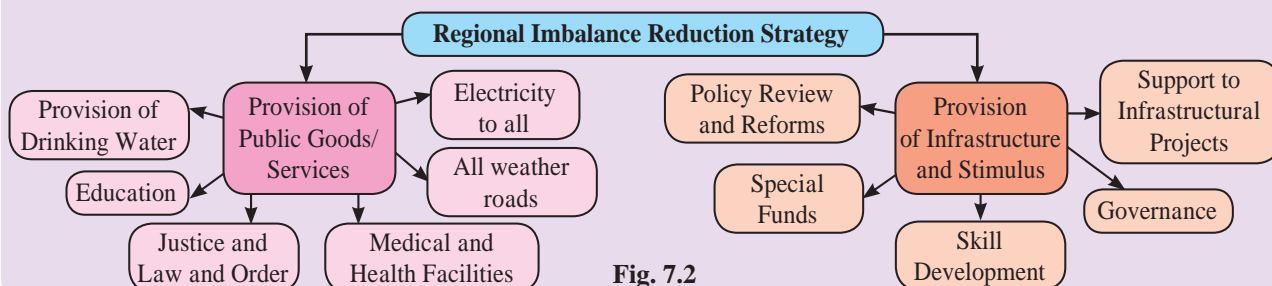 Regional Imbalance Reduction Strategy
Provision of
Drinking Water
Provision of
Public Goods/
Services
Electricity
to all
Education
All weather
roads
Justice and
Law and Order
Medical and
Health Facilities
Policy Review
and Reforms
Provision
of Infrastructure
and Stimulus
Support to
Infrastructural
Projects
Special
Funds
Governance
Skill
Development
Fig. 7.2